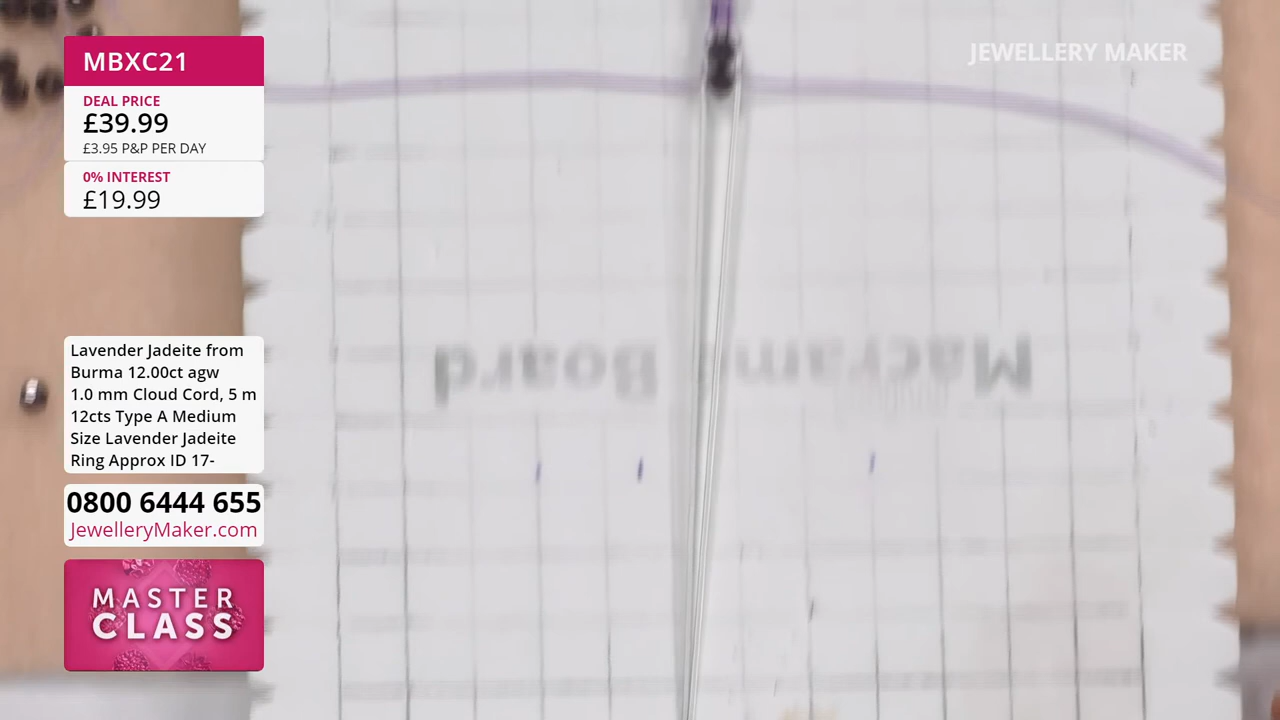 MBXC21
DEAL PRICE
£39.99
£3.95 P&P PER DAY
0% INTEREST
£19.99
Lavender Jadeite from
Burma 12.00ct agw
1.0 mm Cloud Cord, 5 m
12cts Type A Medium
Size Lavender Jadeite
Ring Approx ID 17-
0800 6444 655
JewelleryMaker.com
MASTER
CLASS
JEWELLERY MAKER
Macrame Board